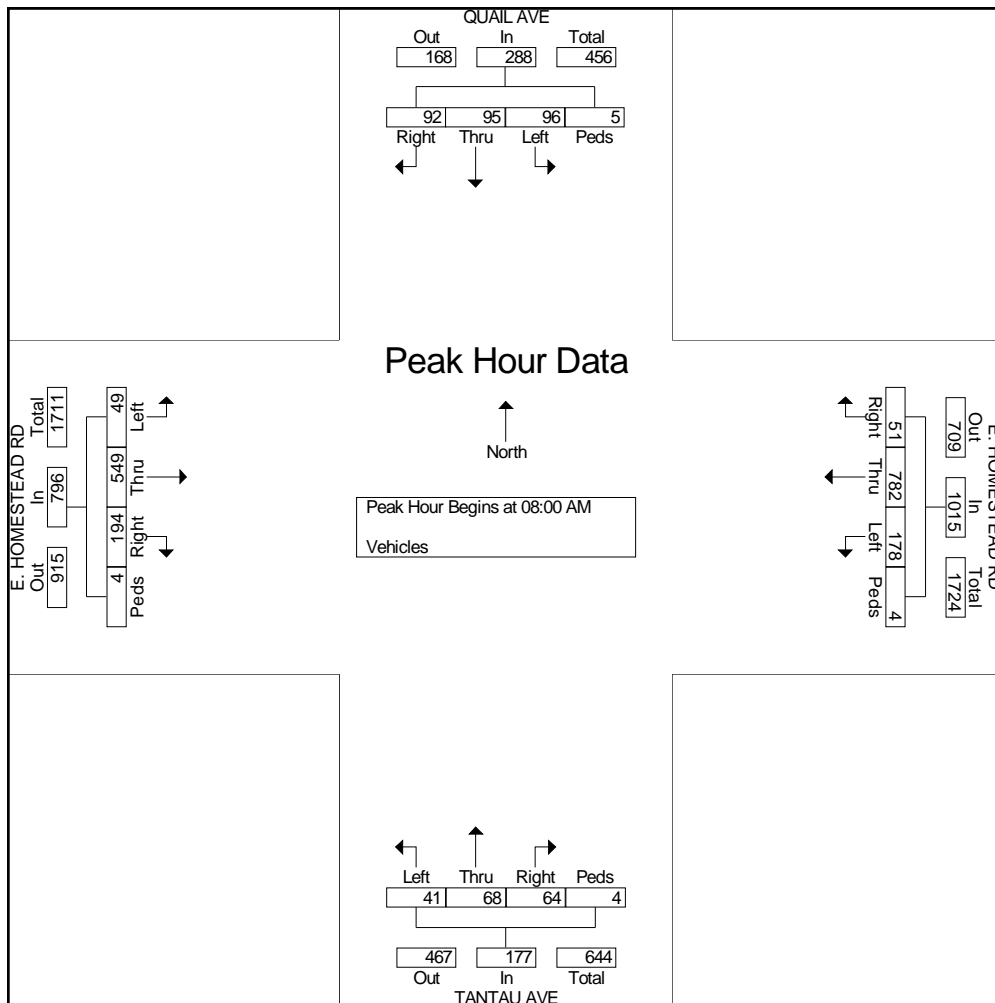 QUAIL AVE
Out In Total
168 288 456
92 95 96 5
Right Thru Left Peds
Peak Hour Data
North
Peak Hour Begins at 08:00 AM
Vehicles
E. HOMESTEAD RD
Out In Total
915 796 1711
Left Thru Right Peds
49 549 194 4
E. HOMESTEAD RD
Out In Total
709 1015 1724
Right Thru Left Peds
51 782 178 4
Left Thru Right Peds
41 68 64 4
467 177 644
Out In Total
TANTAU AVE